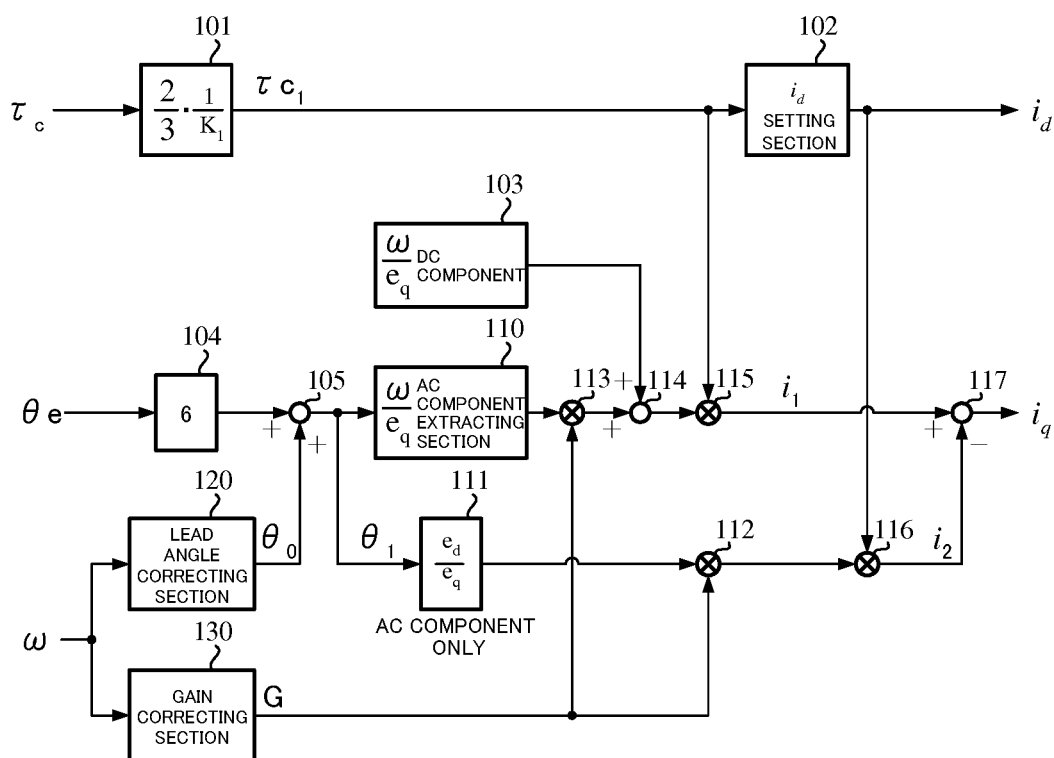 101
102
τ c
2/3 · 1/K1
τ c1
id
SETTING
SECTION
id
103
ω/eq DC
COMPONENT
104
105
110
113
+
114
115
i1
117
θ e
6
+
+
ω/eq AC
COMPONENT
EXTRACTING
SECTION
+
+
−
iq
120
LEAD
ANGLE
CORRECTING
SECTION
θ0
θ1
111
ed/eq
112
116
i2
AC COMPONENT
ONLY
ω
130
GAIN
CORRECTING
SECTION
G